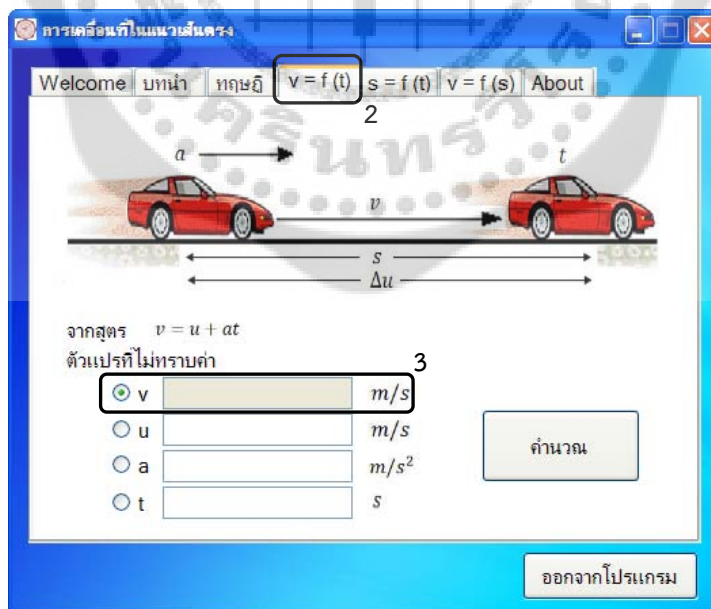 การเคลื่อนที่ในแนวเส้นตรง
Welcome บทนำ ทฤษฎี v = f (t) s = f (t) v = f (s) About
2
a t
v
s
Δu
จากสูตร v = u + at
ตัวแปรที่ไม่ทราบค่า
3
v m/s
u m/s
a m/s²
t s
คำนวณ
ออกจากโปรแกรม